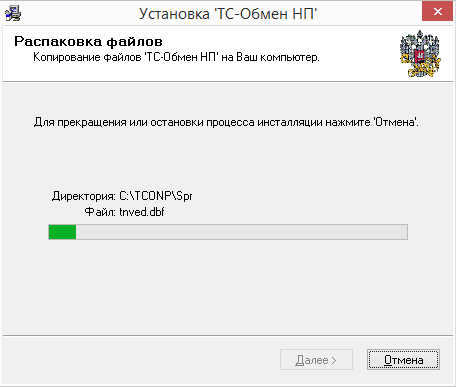 Установка 'ТС-Обмен НП'
Распаковка файлов
Копирование файлов 'ТС-Обмен НП' на Ваш компьютер.
Для прекращения или остановки процесса инсталляции нажмите 'Отмена'.
Директория: C:\TCONP\Spr
Файл: tnved.dbf
Далее >
Отмена